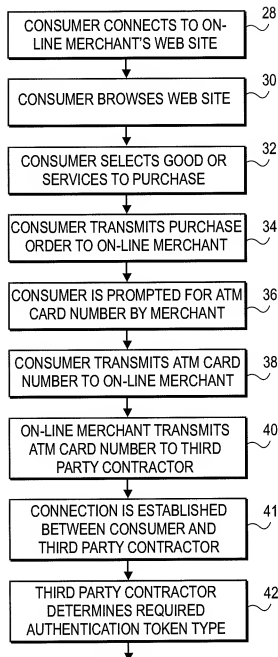 CONSUMER CONNECTS TO ON-
LINE MERCHANT'S WEB SITE
28
CONSUMER BROWSES WEB SITE
30
CONSUMER SELECTS GOOD OR
SERVICES TO PURCHASE
32
CONSUMER TRANSMITS PURCHASE
ORDER TO ON-LINE MERCHANT
34
CONSUMER IS PROMPTED FOR ATM
CARD NUMBER BY MERCHANT
36
CONSUMER TRANSMITS ATM CARD
NUMBER TO ON-LINE MERCHANT
38
ON-LINE MERCHANT TRANSMITS
ATM CARD NUMBER TO THIRD
PARTY CONTRACTOR
40
CONNECTION IS ESTABLISHED
BETWEEN CONSUMER AND
THIRD PARTY CONTRACTOR
41
THIRD PARTY CONTRACTOR
DETERMINES REQUIRED
AUTHENTICATION TOKEN TYPE
42